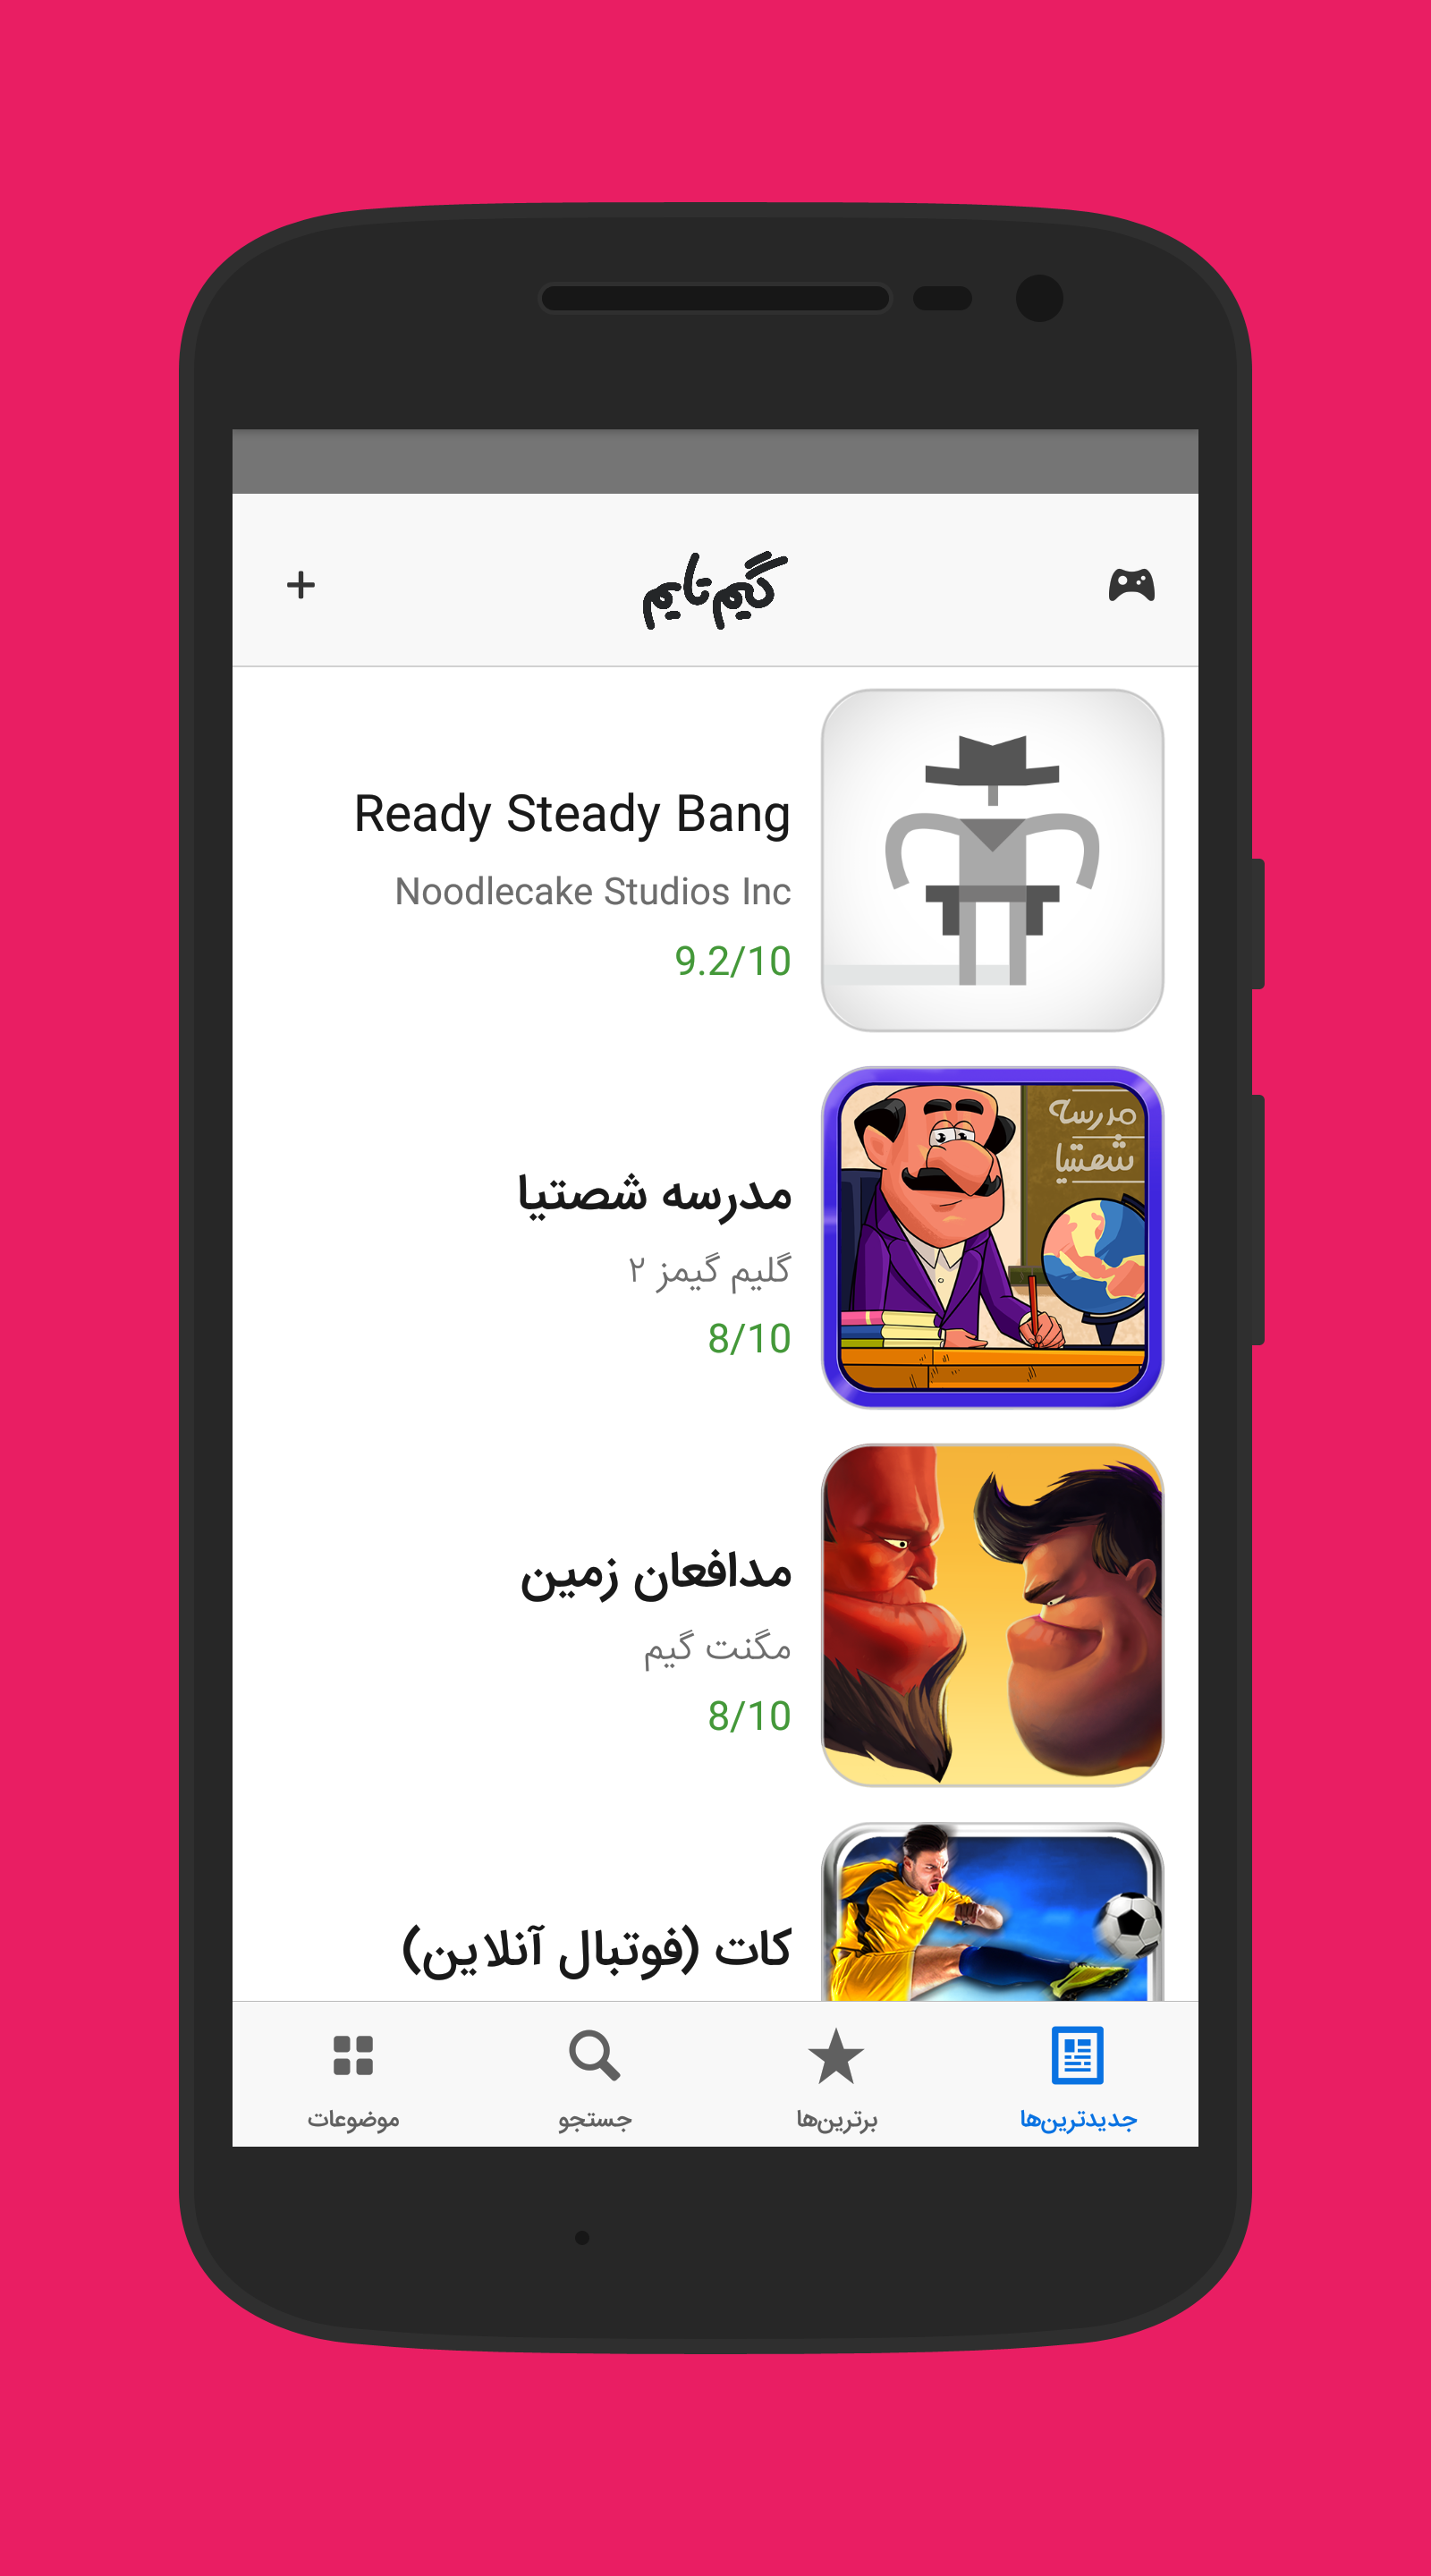 گیم‌تایم
Ready Steady Bang
Noodlecake Studios Inc
9.2/10
مدرسه
شصتیا
مدرسه شصتیا
گلیم گیمز ۲
8/10
مدافعان زمین
مگنت گیم
8/10
کات (فوتبال آنلاین)
جدیدترین‌ها
برترین‌ها
جستجو
موضوعات